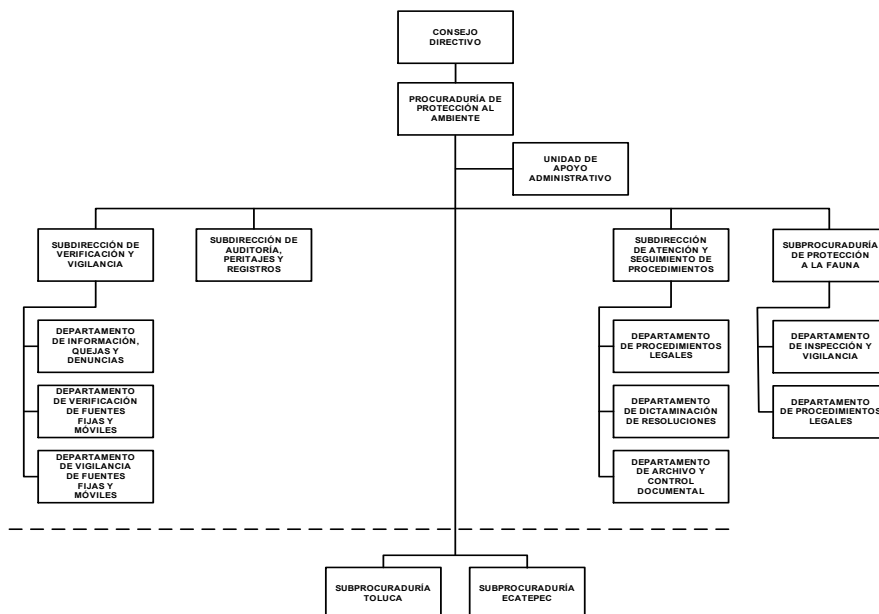 CONSEJO
DIRECTIVO
PROCURADURÍA DE
PROTECCIÓN AL
AMBIENTE
UNIDAD DE
APOYO
ADMINISTRATIVO
SUBDIRECCIÓN DE
VERIFICACIÓN Y
VIGILANCIA
SUBDIRECCIÓN DE
AUDITORÍA,
PERITAJES Y
REGISTROS
SUBDIRECCIÓN
DE ATENCIÓN Y
SEGUIMIENTO DE
PROCEDIMIENTOS
SUBPROCURADURÍA
DE PROTECCIÓN
A LA FAUNA
DEPARTAMENTO
DE INFORMACIÓN,
QUEJAS Y
DENUNCIAS
DEPARTAMENTO
DE VERIFICACIÓN
DE FUENTES
FIJAS Y
MÓVILES
DEPARTAMENTO
DE VIGILANCIA
DE FUENTES
FIJAS Y
MÓVILES
DEPARTAMENTO
DE PROCEDIMIENTOS
LEGALES
DEPARTAMENTO
DE DICTAMINACIÓN
DE RESOLUCIONES
DEPARTAMENTO
DE ARCHIVO Y
CONTROL
DOCUMENTAL
DEPARTAMENTO
DE INSPECCIÓN Y
VIGILANCIA
DEPARTAMENTO
DE PROCEDIMIENTOS
LEGALES
SUBPROCURADURÍA
TOLUCA
SUBPROCURADURÍA
ECATEPEC